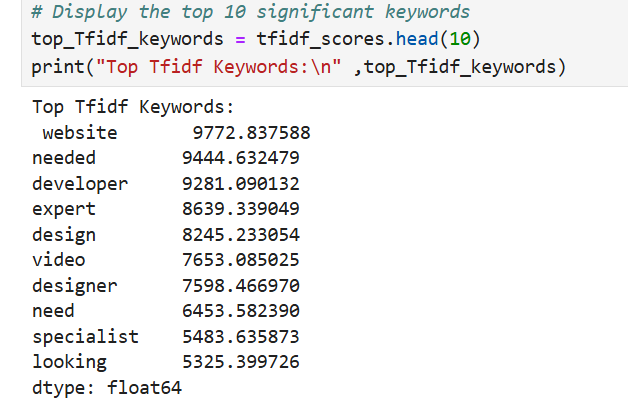 # Display the top 10 significant keywords
top_Tfidf_keywords = tfidf_scores.head(10)
print("Top Tfidf Keywords:\n" ,top_Tfidf_keywords)
Top Tfidf Keywords:
 website       9772.837588
needed        9444.632479
developer     9281.090132
expert        8639.339049
design        8245.233054
video         7653.085025
designer      7598.466970
need          6453.582390
specialist    5483.635873
looking       5325.399726
dtype: float64